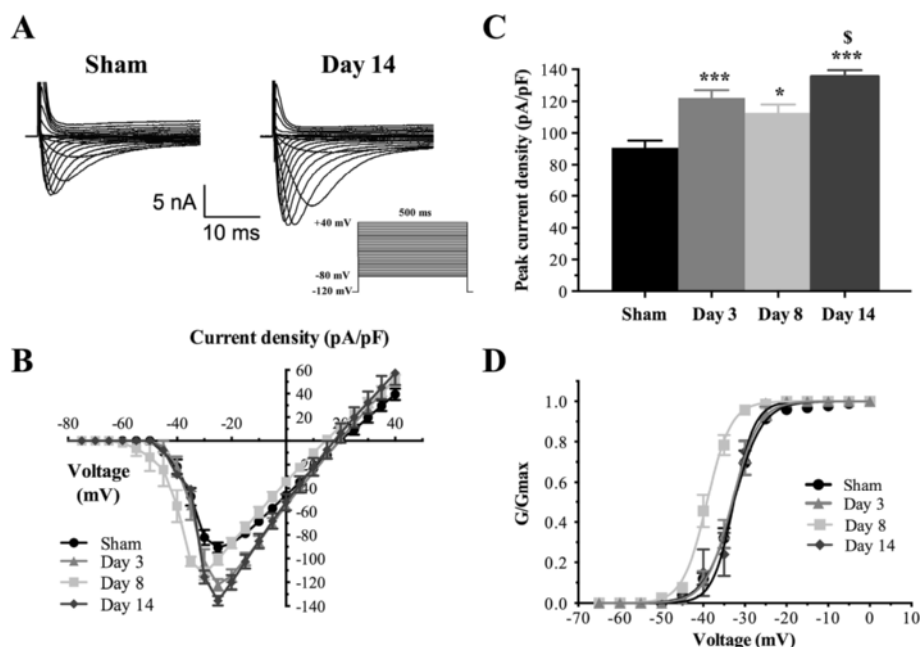 A
Sham
Day 14
5 nA
10 ms
500 ms
+40 mV
-80 mV
-120 mV
C
Peak current density (pA/pF)
140
120
100
80
60
40
20
0
***
*
$
***
Sham
Day 3
Day 8
Day 14
B
Current density (pA/pF)
60
40
20
0
-20
-40
-60
-80
-100
-120
-140
-80
-60
-40
-20
0
20
40
Voltage
(mV)
Sham
Day 3
Day 8
Day 14
D
G/Gmax
1.0
0.8
0.6
0.4
0.2
0.0
Sham
Day 3
Day 8
Day 14
-70
-60
-50
-40
-30
-20
-10
0
10
Voltage (mV)